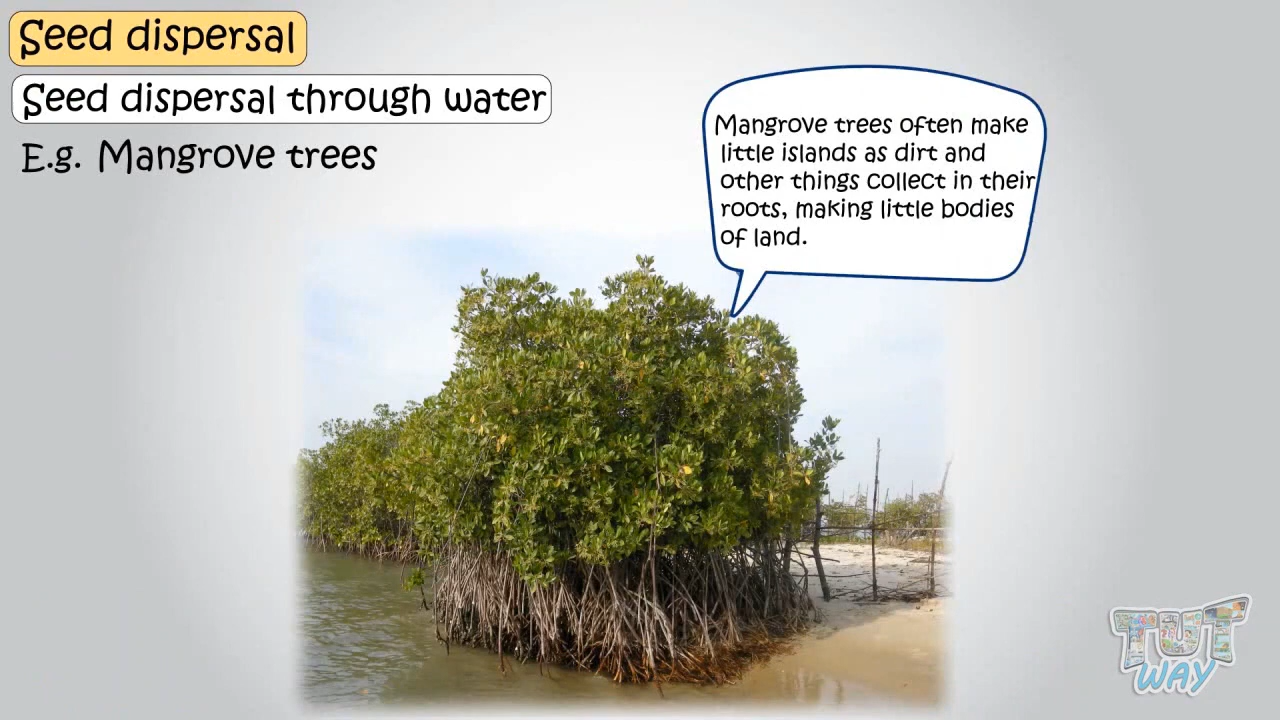 Seed dispersal
Seed dispersal through water
E.g. Mangrove trees
Mangrove trees often make
little islands as dirt and
other things collect in their
roots, making little bodies
of land.
TUT
WAY